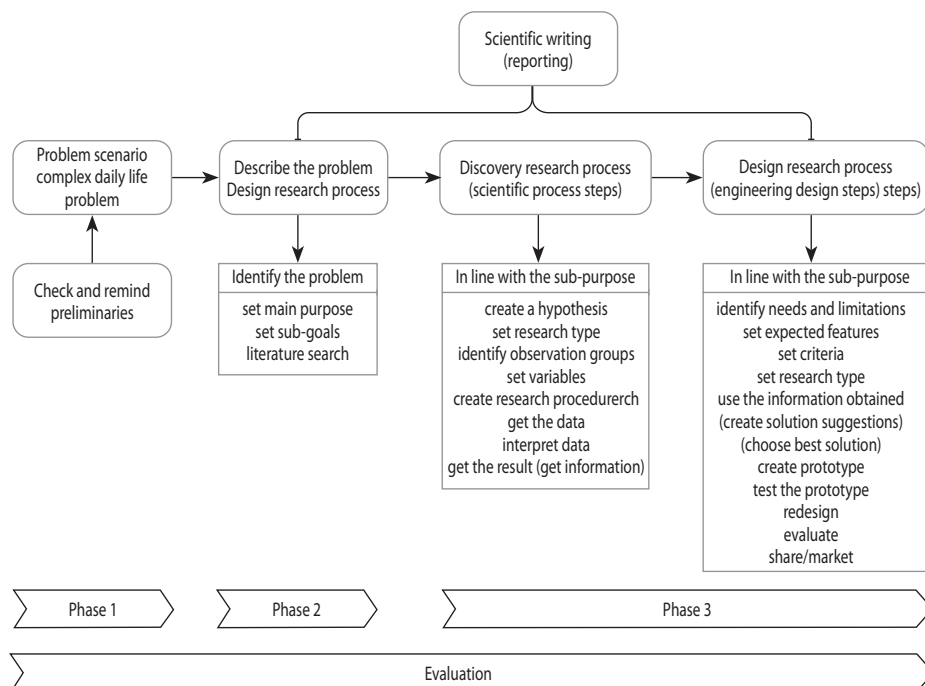 Scientific writing
(reporting)
Problem scenario
complex daily life
problem
Describe the problem
Design research process
Discovery research process
(scientific process steps)
Design research process
(engineering design steps) steps)
Check and remind
preliminaries
Identify the problem
set main purpose
set sub-goals
literature search
In line with the sub-purpose
create a hypothesis
set research type
identify observation groups
set variables
create research procedurerch
get the data
interpret data
get the result (get information)
In line with the sub-purpose
identify needs and limitations
set expected features
set criteria
set research type
use the information obtained
(create solution suggestions)
(choose best solution)
create prototype
test the prototype
redesign
evaluate
share/market
Phase 1
Phase 2
Phase 3
Evaluation